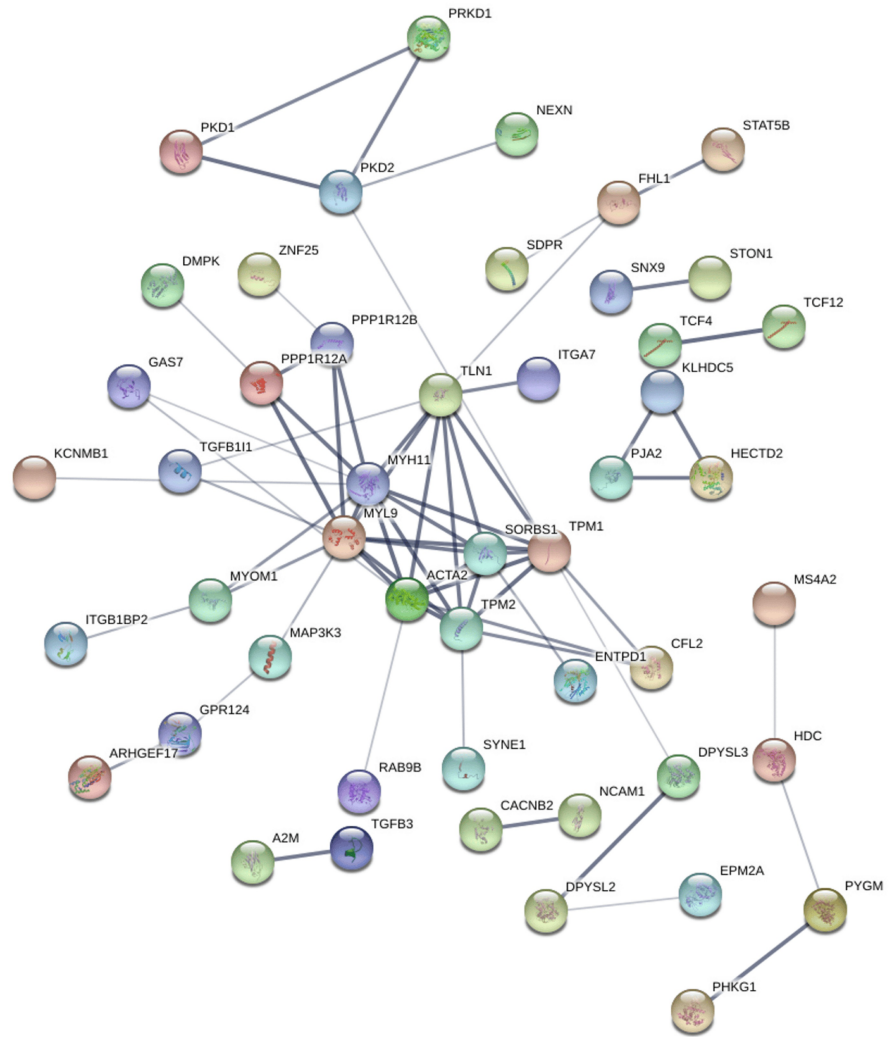 PRKD1
NEXN
PKD1
STAT5B
PKD2
FHL1
SDPR
ZNF25
STON1
DMPK
SNX9
TCF12
PPP1R12B
TCF4
PPP1R12A
ITGA7
GAS7
TLN1
KLHDC5
TGFB1I1
KCNMB1
MYH11
PJA2
HECTD2
MYL9
SORBS1
TPM1
MYOM1
ACTA2
MS4A2
TPM2
ITGB1BP2
MAP3K3
CFL2
ENTPD1
GPR124
HDC
ARHGEF17
SYNE1
DPYSL3
RAB9B
NCAM1
CACNB2
TGFB3
A2M
EPM2A
DPYSL2
PYGM
PHKG1